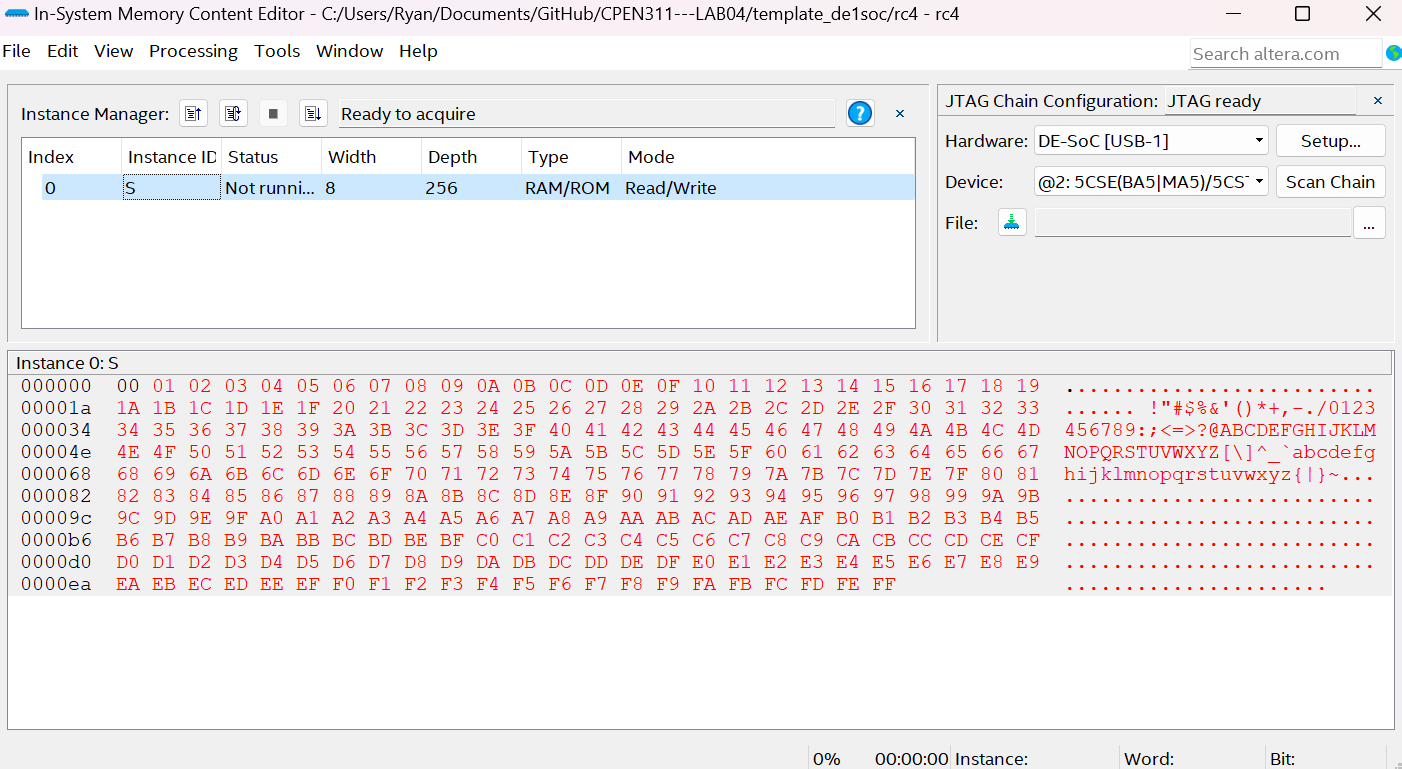 In-System Memory Content Editor - C:/Users/Ryan/Documents/GitHub/CPEN311---LAB04/template_de1soc/rc4 - rc4
File Edit View Processing Tools Window Help
Search altera.com
Instance Manager: Ready to acquire ?
Index Instance ID Status Width Depth Type Mode
0 S Not runni... 8 256 RAM/ROM Read/Write
JTAG Chain Configuration: JTAG ready
Hardware: DE-SoC [USB-1] Setup...
Device: @2: 5CSE(BA5|MA5)/5CS Scan Chain
File: ...
Instance 0: S
000000 00 01 02 03 04 05 06 07 08 09 0A 0B 0C 0D 0E 0F 10 11 12 13 14 15 16 17 18 19 ..........................
00001a 1A 1B 1C 1D 1E 1F 20 21 22 23 24 25 26 27 28 29 2A 2B 2C 2D 2E 2F 30 31 32 33 ...... !"#$%&'()*+,-./0123
000034 34 35 36 37 38 39 3A 3B 3C 3D 3E 3F 40 41 42 43 44 45 46 47 48 49 4A 4B 4C 4D 456789:;<=>?@ABCDEFGHIJKLM
00004e 4E 4F 50 51 52 53 54 55 56 57 58 59 5A 5B 5C 5D 5E 5F 60 61 62 63 64 65 66 67 NOPQRSTUVWXYZ[\]^_`abcdefg
000068 68 69 6A 6B 6C 6D 6E 6F 70 71 72 73 74 75 76 77 78 79 7A 7B 7C 7D 7E 7F 80 81 hijklmnopqrstuvwxyz{|}~...
000082 82 83 84 85 86 87 88 89 8A 8B 8C 8D 8E 8F 90 91 92 93 94 95 96 97 98 99 9A 9B ..........................
00009c 9C 9D 9E 9F A0 A1 A2 A3 A4 A5 A6 A7 A8 A9 AA AB AC AD AE AF B0 B1 B2 B3 B4 B5 ..........................
0000b6 B6 B7 B8 B9 BA BB BC BD BE BF C0 C1 C2 C3 C4 C5 C6 C7 C8 C9 CA CB CC CD CE CF ..........................
0000d0 D0 D1 D2 D3 D4 D5 D6 D7 D8 D9 DA DB DC DD DE DF E0 E1 E2 E3 E4 E5 E6 E7 E8 E9 ..........................
0000ea EA EB EC ED EE EF F0 F1 F2 F3 F4 F5 F6 F7 F8 F9 FA FB FC FD FE FF ......................
0% 00:00:00 Instance: Word: Bit: